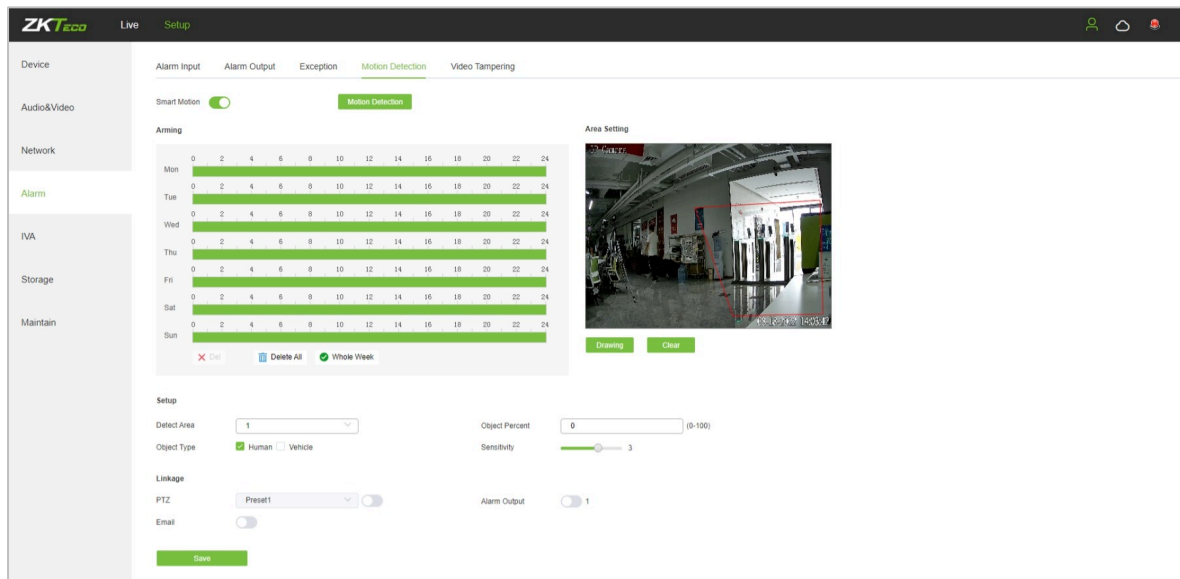 ZKTeco Live Setup
Device
Audio&Video
Network
Alarm
IVA
Storage
Maintain
Alarm Input Alarm Output Exception Motion Detection Video Tampering
Smart Motion Motion Detection
Arming
0 2 4 6 8 10 12 14 16 18 20 22 24
Mon
0 2 4 6 8 10 12 14 16 18 20 22 24
Tue
0 2 4 6 8 10 12 14 16 18 20 22 24
Wed
0 2 4 6 8 10 12 14 16 18 20 22 24
Thu
0 2 4 6 8 10 12 14 16 18 20 22 24
Fri
0 2 4 6 8 10 12 14 16 18 20 22 24
Sat
0 2 4 6 8 10 12 14 16 18 20 22 24
Sun
Del Delete All Whole Week
Area Setting
Drawing Clear
Setup
Detect Area 1 Object Percent 0 (0-100)
Object Type Human Vehicle Sensitivity 3
Linkage
PTZ Preset1 Alarm Output 1
Email
Save